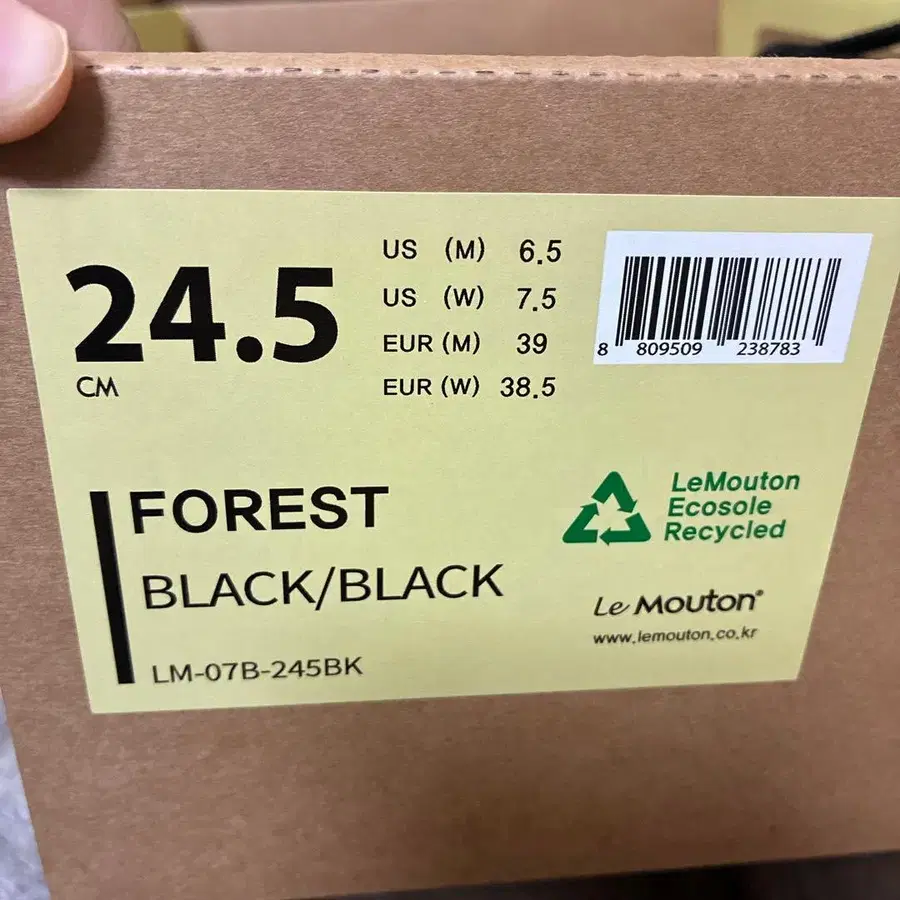 24.5
CM
US (M) 6.5
US (W) 7.5
EUR (M) 39
EUR (W) 38.5
8 809509 238783
FOREST
BLACK/BLACK
LM-07B-245BK
LeMouton
Ecosole
Recycled
Le Mouton®
www.lemouton.co.kr